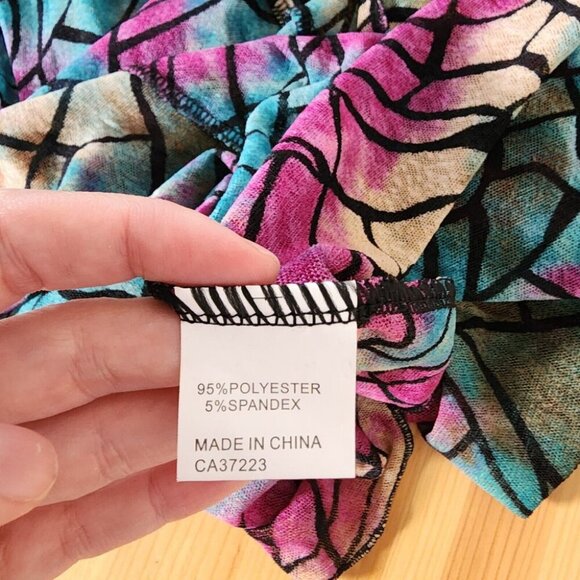 95%POLYESTER
5%SPANDEX
MADE IN CHINA
CA37223